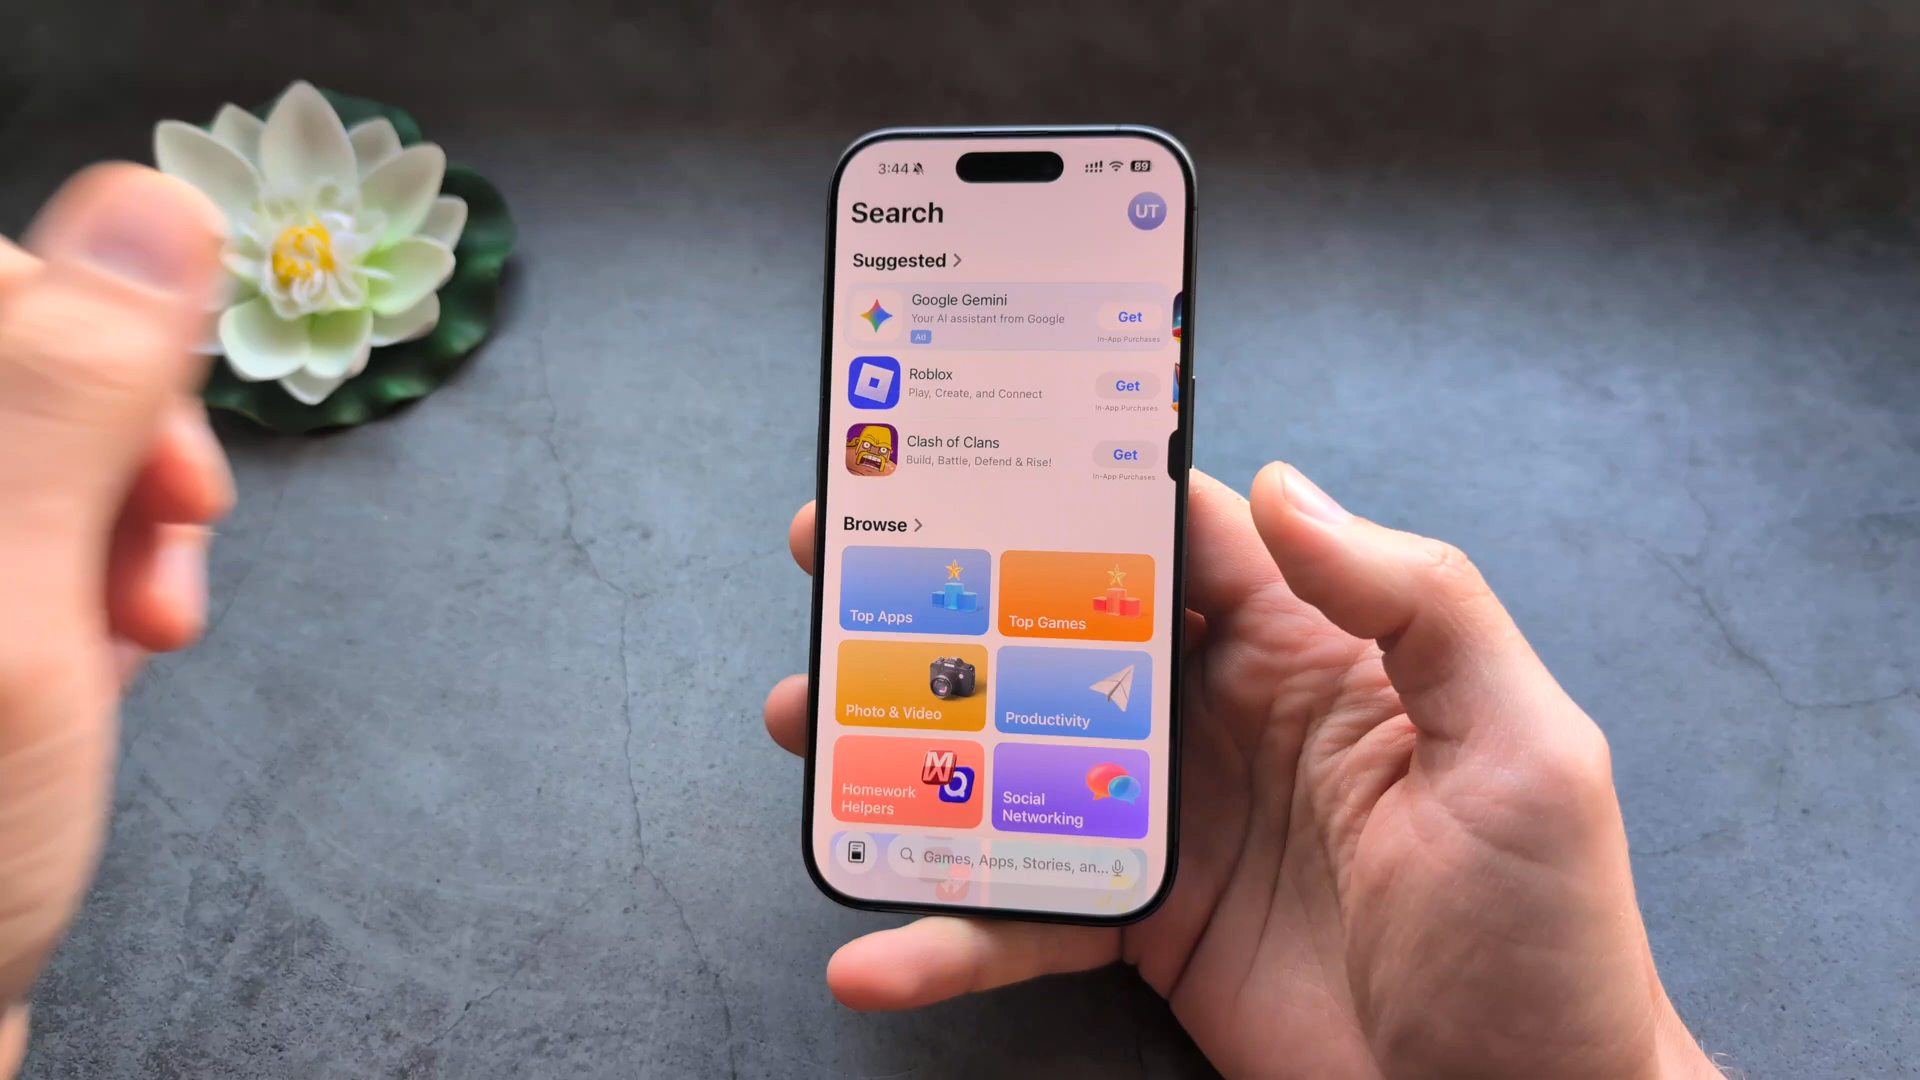 3:44
89
Search
UT
Suggested
Google Gemini
Your AI assistant from Google
Ad
Get
In-App Purchases
Roblox
Play, Create, and Connect
Get
In-App Purchases
Clash of Clans
Build, Battle, Defend & Rise!
Get
In-App Purchases
Browse
Top Apps
Top Games
Photo & Video
Productivity
Homework
Helpers
Social
Networking
Games, Apps, Stories, an...